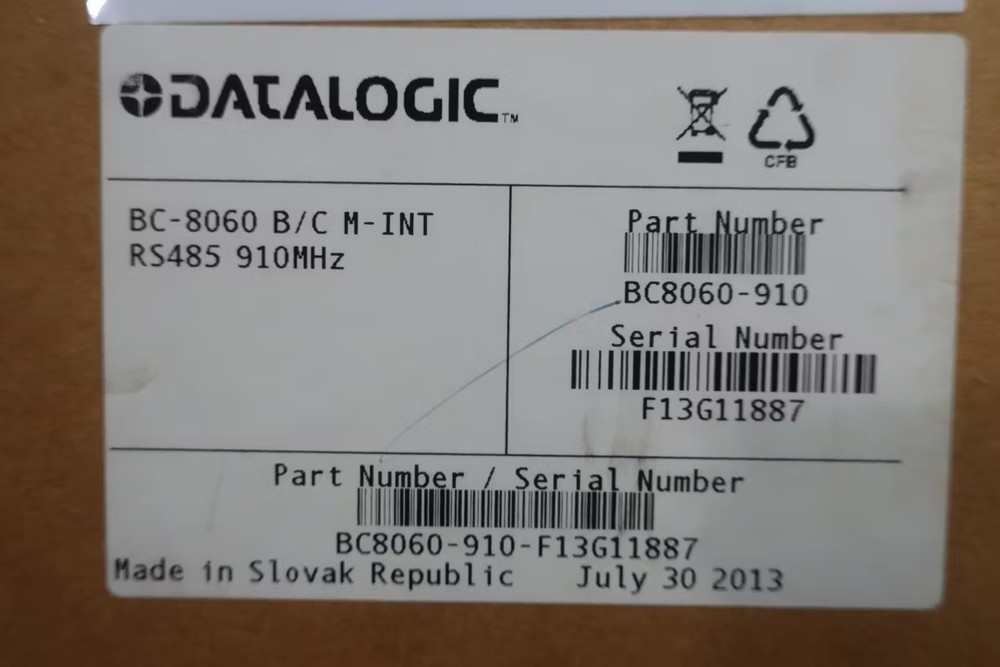 DATALOGIC™
CFB
BC-8060 B/C M-INT
RS485 910MHz
Part Number
BC8060-910
Serial Number
F13G11887
Part Number / Serial Number
BC8060-910-F13G11887
Made in Slovak Republic July 30 2013